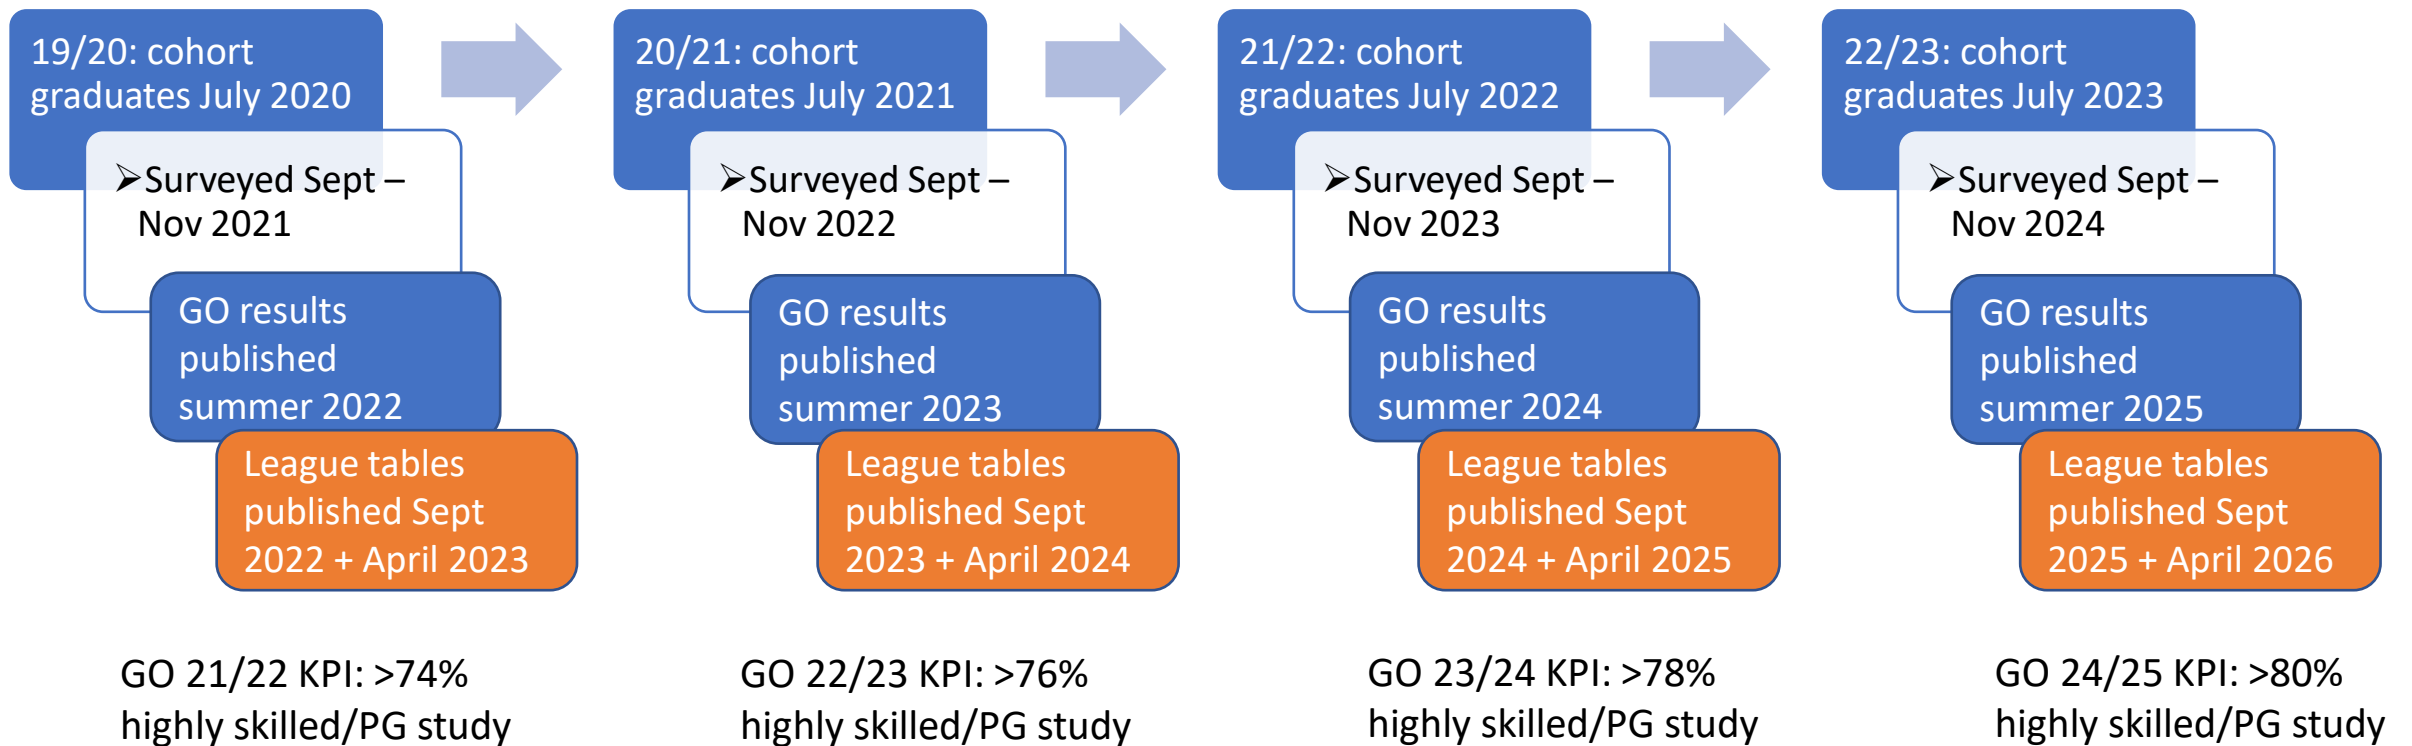 19/20: cohort
graduates July 2020
➢Surveyed Sept –
Nov 2021
GO results
published
summer 2022
League tables
published Sept
2022 + April 2023
GO 21/22 KPI: >74%
highly skilled/PG study
20/21: cohort
graduates July 2021
➢Surveyed Sept –
Nov 2022
GO results
published
summer 2023
League tables
published Sept
2023 + April 2024
GO 22/23 KPI: >76%
highly skilled/PG study
21/22: cohort
graduates July 2022
➢Surveyed Sept –
Nov 2023
GO results
published
summer 2024
League tables
published Sept
2024 + April 2025
GO 23/24 KPI: >78%
highly skilled/PG study
22/23: cohort
graduates July 2023
➢Surveyed Sept –
Nov 2024
GO results
published
summer 2025
League tables
published Sept
2025 + April 2026
GO 24/25 KPI: >80%
highly skilled/PG study